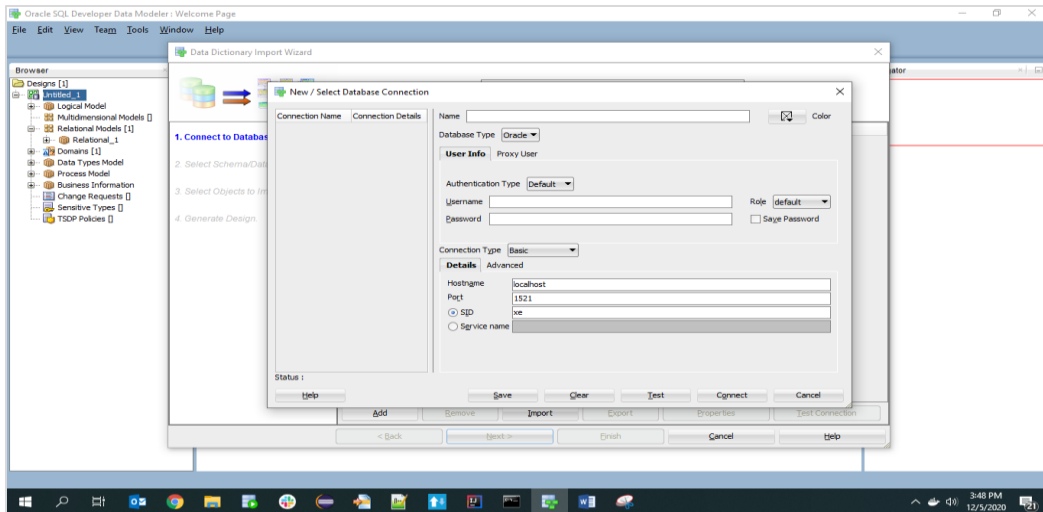 Oracle SQL Developer Data Modeler : Welcome Page
File Edit View Team Tools Window Help
Data Dictionary Import Wizard
Browser
Designs [1]
Untitled_1
Logical Model
Multidimensional Models []
Relational Models [1]
Relational_1
Domains [1]
Data Types Model
Process Model
Business Information
Change Requests []
Sensitive Types []
TSDP Policies []
1. Connect to Databas
2. Select Schema/Dat
3. Select Objects to Im
4. Generate Design.
New / Select Database Connection
Connection Name Connection Details
Name Color
Database Type Oracle
User Info Proxy User
Authentication Type Default
Username Role default
Password Save Password
Connection Type Basic
Details Advanced
Hostname localhost
Port 1521
SID xe
Service name
Status :
Help Save Clear Test Connect Cancel
Add Remove Import Export Properties Test Connection
< Back Next > Finish Cancel Help
ator
3:48 PM
12/5/2020